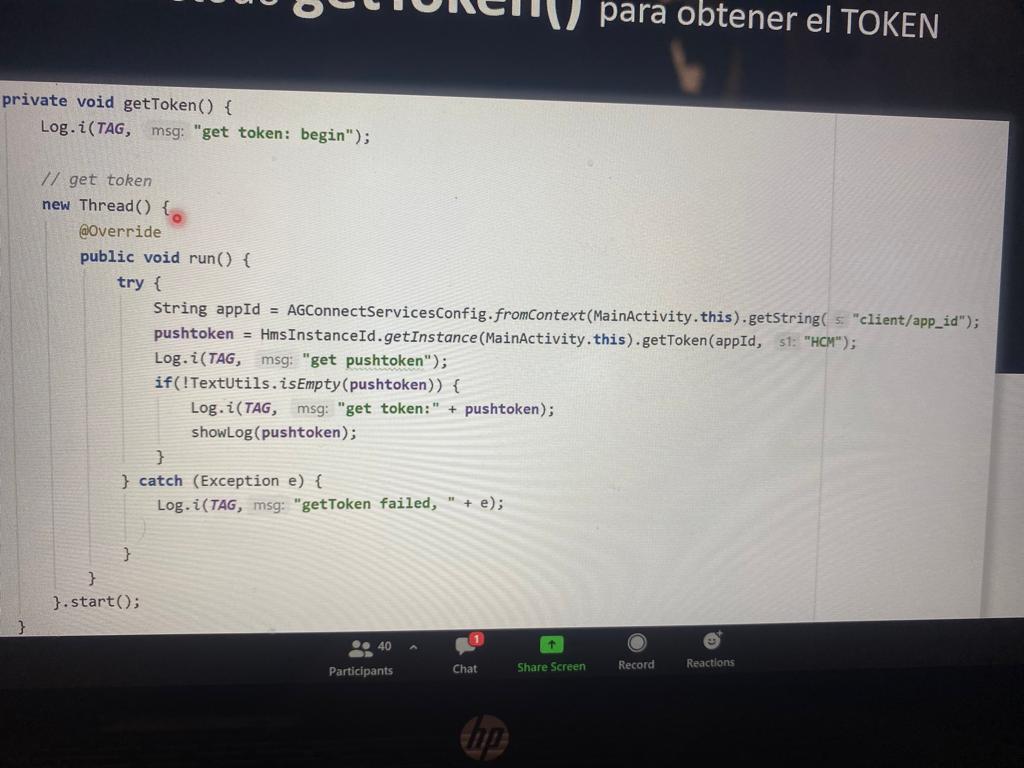 getToken() para obtener el TOKEN
private void getToken() {
Log.i(TAG, msg: "get token: begin");
// get token
new Thread() {
@Override
public void run() {
try {
String appId = AGConnectServicesConfig.fromContext(MainActivity.this).getString( s: "client/app_id");
pushtoken = HmsInstanceId.getInstance(MainActivity.this).getToken(appId, s1: "HCM");
Log.i(TAG, msg: "get pushtoken");
if(!TextUtils.isEmpty(pushtoken)) {
Log.i(TAG, msg: "get token:" + pushtoken);
showLog(pushtoken);
}
} catch (Exception e) {
Log.i(TAG, msg: "getToken failed, " + e);
}
}
}.start();
}
40 1
Participants Chat Share Screen Record Reactions
hp